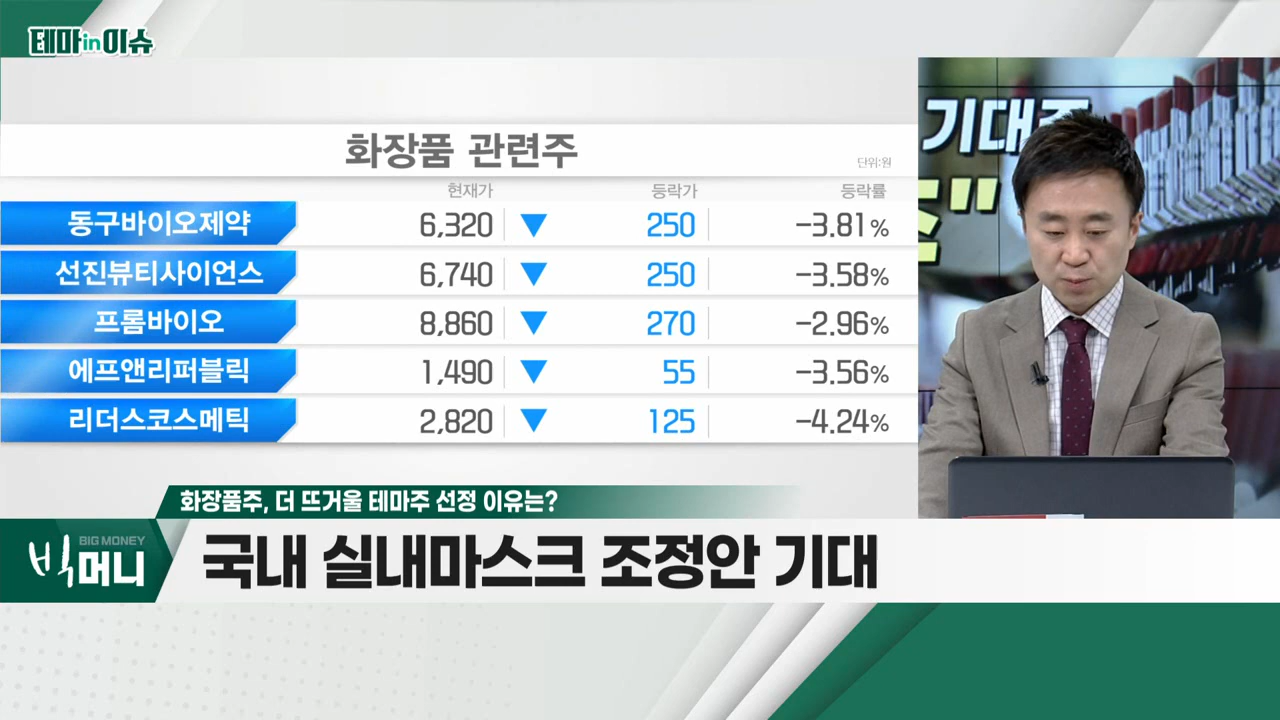 테마in이슈
화장품 관련주
단위:원
현재가 등락가 등락률
동구바이오제약 6,320 ▼ 250 -3.81%
선진뷰티사이언스 6,740 ▼ 250 -3.58%
프롬바이오 8,860 ▼ 270 -2.96%
에프앤리퍼블릭 1,490 ▼ 55 -3.56%
리더스코스메틱 2,820 ▼ 125 -4.24%
기대주
"
화장품주, 더 뜨거울 테마주 선정 이유는?
BIG MONEY
빅머니
국내 실내마스크 조정안 기대